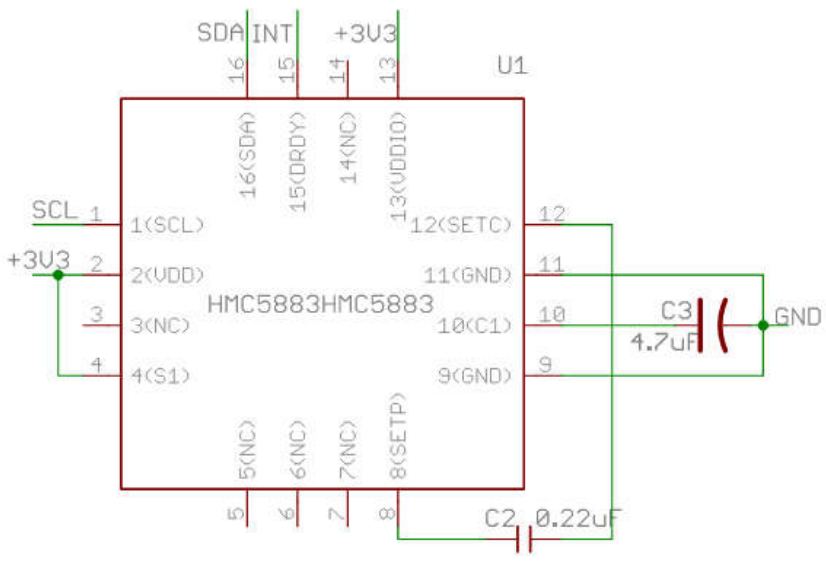 SDA INT +3V3
16 15 14 13
U1
16(SDA)
15(DRDY)
14(NC)
13(VDDIO)
SCL 1 1(SCL) 12(SETC) 12
+3V3 2 2(VDD) 11(GND) 11
HMC5883HMC5883
3 3(NC) 10(C1) 10 C3 GND
4.7uF
4 4(S1) 9(GND) 9
5(NC)
6(NC)
7(NC)
8(SETP)
5 6 7 8
C2 0.22uF